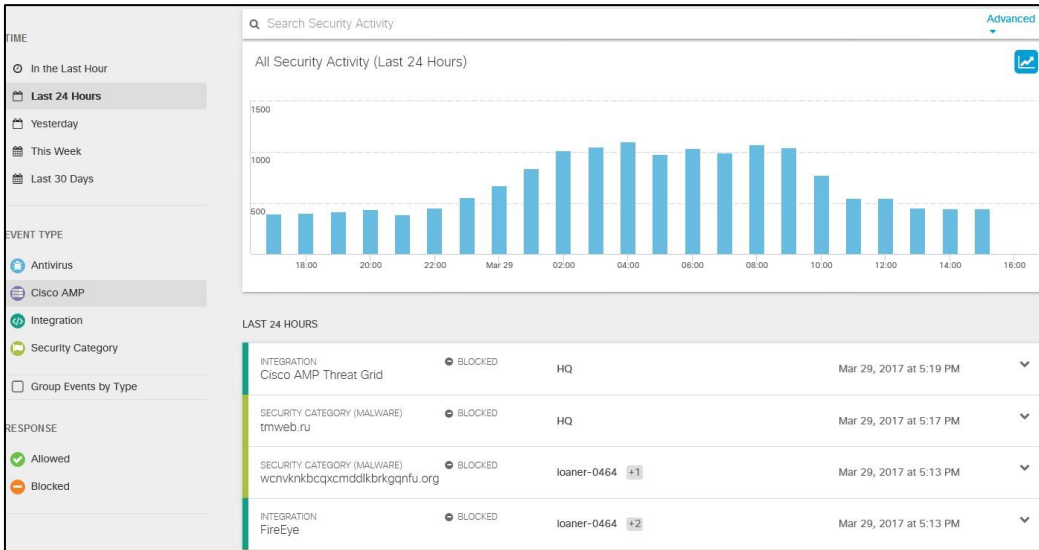 TIME
In the Last Hour
Last 24 Hours
Yesterday
This Week
Last 30 Days
EVENT TYPE
Antivirus
Cisco AMP
Integration
Security Category
Group Events by Type
RESPONSE
Allowed
Blocked
Search Security Activity
Advanced
All Security Activity (Last 24 Hours)
1500
1000
500
18:00 20:00 22:00 Mar 29 02:00 04:00 06:00 08:00 10:00 12:00 14:00 16:00
LAST 24 HOURS
INTEGRATION BLOCKED
Cisco AMP Threat Grid HQ Mar 29, 2017 at 5:19 PM
SECURITY CATEGORY (MALWARE) BLOCKED
tmweb.ru HQ Mar 29, 2017 at 5:17 PM
SECURITY CATEGORY (MALWARE) BLOCKED
wcnvknkbcqxcmddlkbrkgqnfu.org loaner-0464 +1 Mar 29, 2017 at 5:13 PM
INTEGRATION BLOCKED
FireEye loaner-0464 +2 Mar 29, 2017 at 5:13 PM